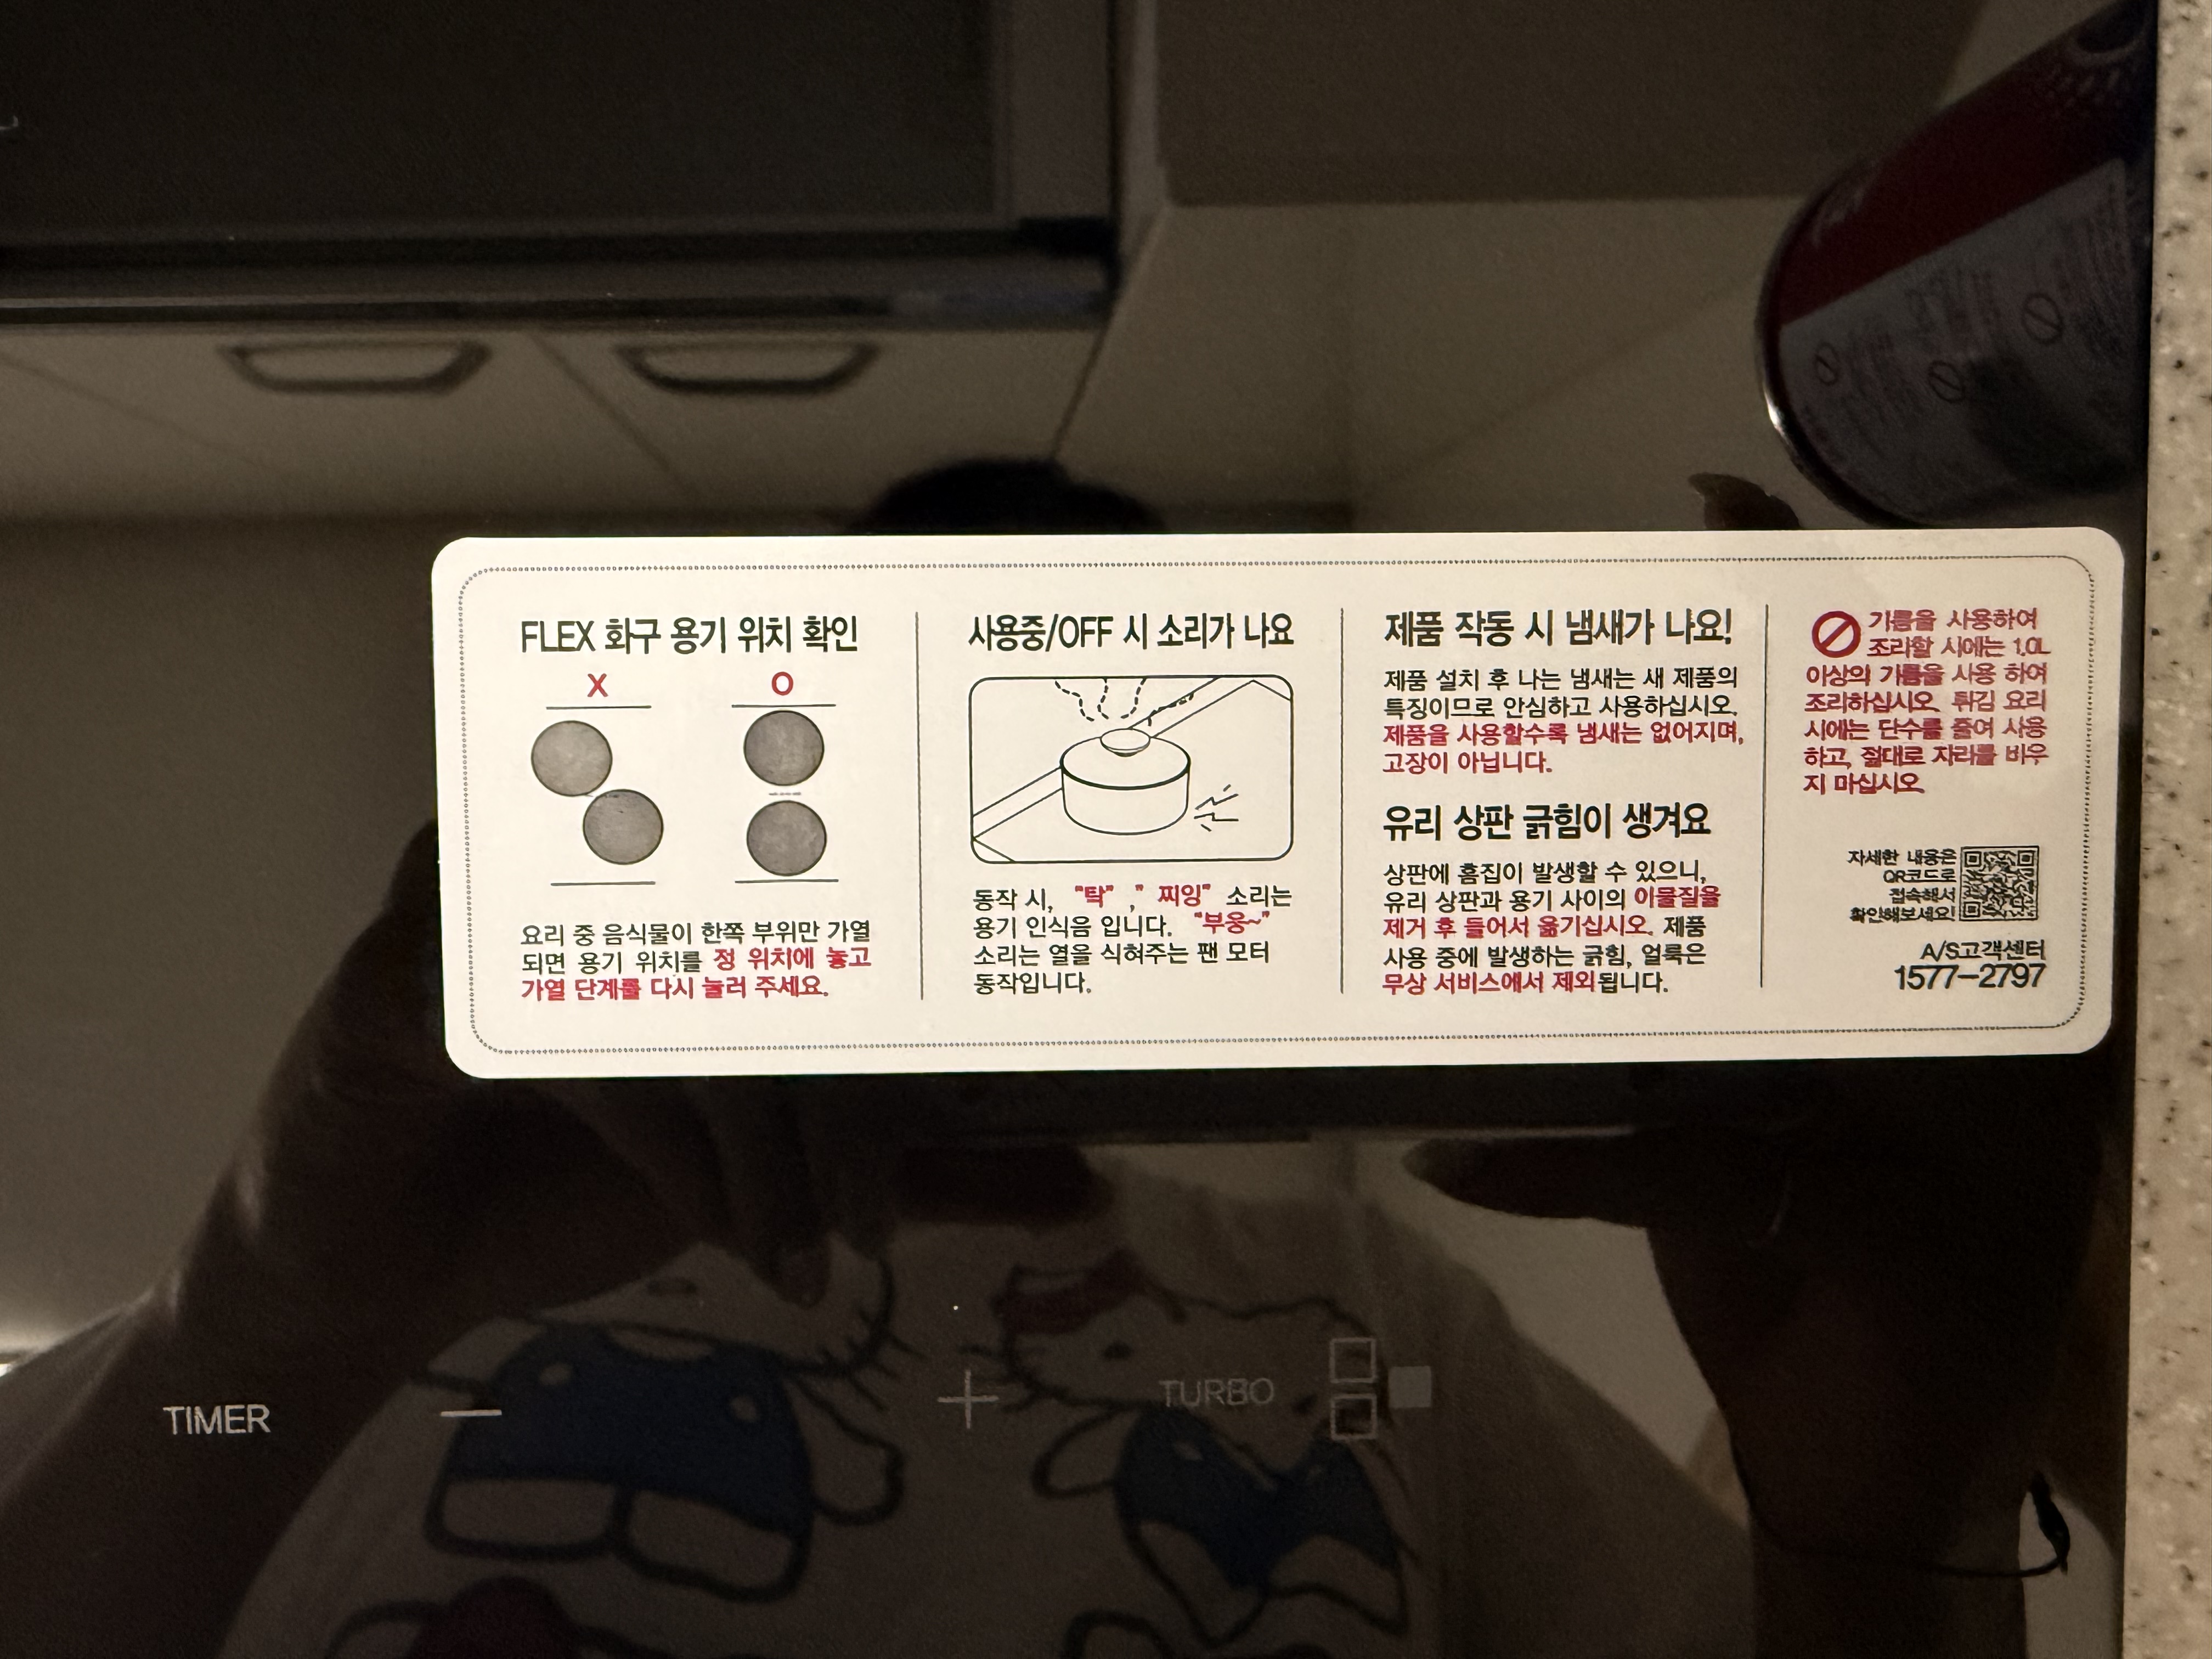 FLEX 화구 용기 위치 확인
X
O
요리 중 음식물이 한쪽 부위만 가열
되면 용기 위치를 정 위치에 놓고
가열 단계를 다시 눌러 주세요.
사용중/OFF 시 소리가 나요
동작 시, "탁" , " 찌잉" 소리는
용기 인식음 입니다. "부웅~"
소리는 열을 식혀주는 팬 모터
동작입니다.
제품 작동 시 냄새가 나요!
제품 설치 후 나는 냄새는 새 제품의
특징이므로 안심하고 사용하십시오.
제품을 사용할수록 냄새는 없어지며,
고장이 아닙니다.
유리 상판 긁힘이 생겨요
상판에 흠집이 발생할 수 있으니,
유리 상판과 용기 사이의 이물질을
제거 후 들어서 옮기십시오. 제품
사용 중에 발생하는 긁힘, 얼룩은
무상 서비스에서 제외 됩니다.
기름을 사용하여
조리할 시에는 1.0L
이상의 기름을 사용 하여
조리하십시오. 튀김 요리
시에는 단수를 줄여 사용
하고, 절대로 자리를 비우
지 마십시오.
자세한 내용은
QR코드로
접속해서
확인해보세요!
A/S고객센터
1577-2797
TIMER
−
+
TURBO